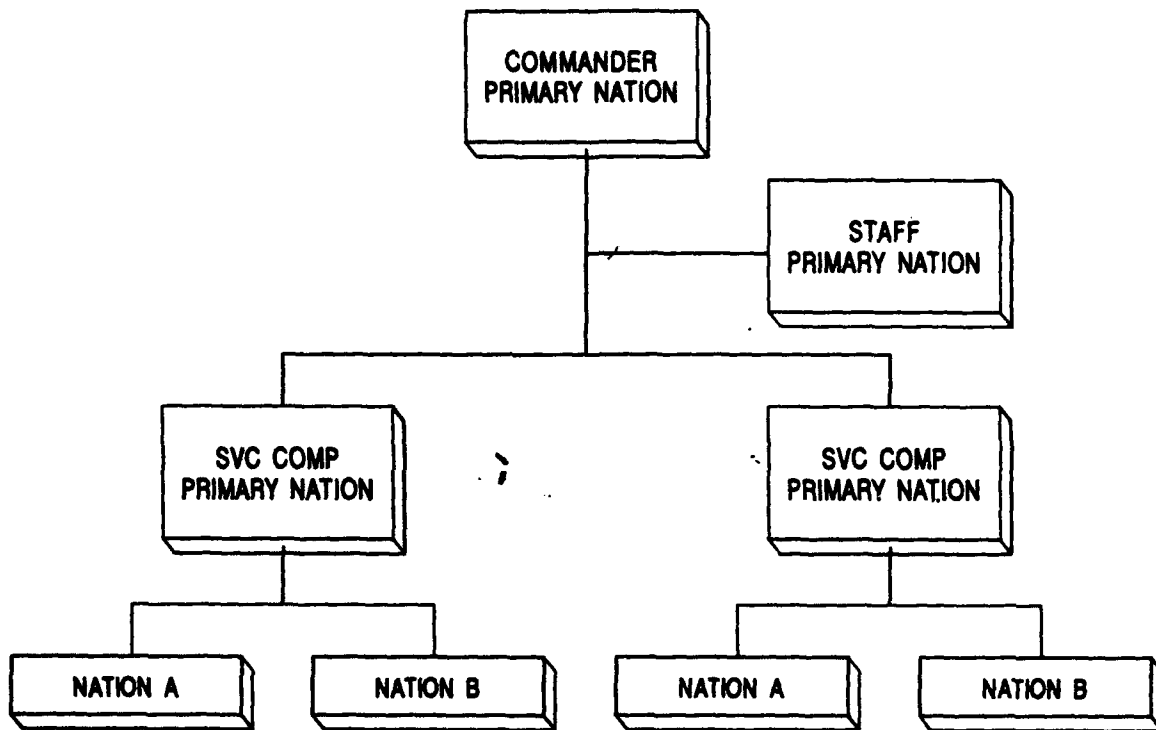 COMMANDER
PRIMARY NATION
STAFF
PRIMARY NATION
SVC COMP
PRIMARY NATION
SVC COMP
PRIMARY NATION
NATION A
NATION B
NATION A
NATION B